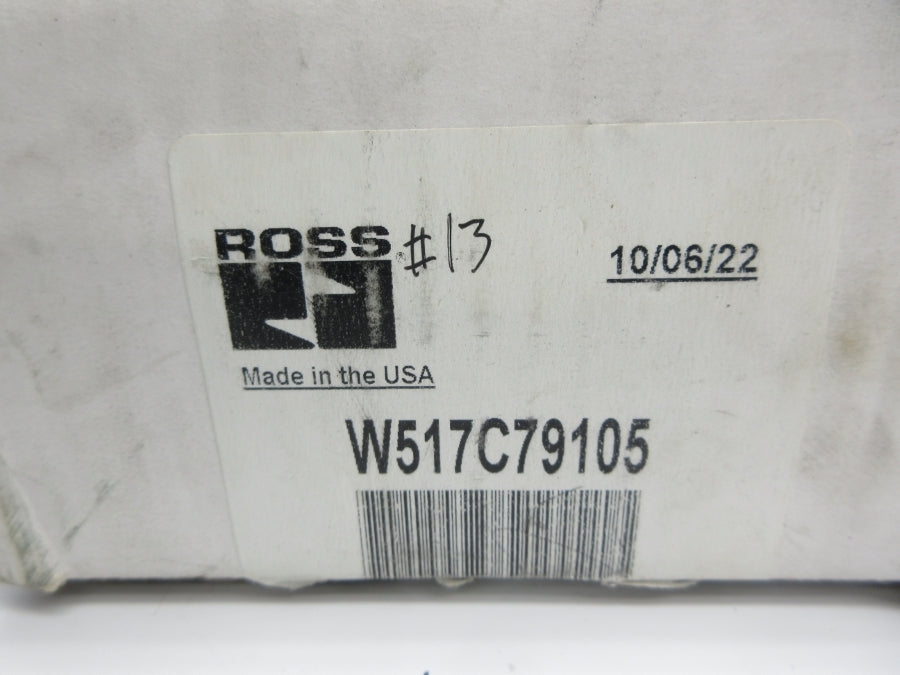 ROSS #13
10/06/22
Made in the USA
W517C79105